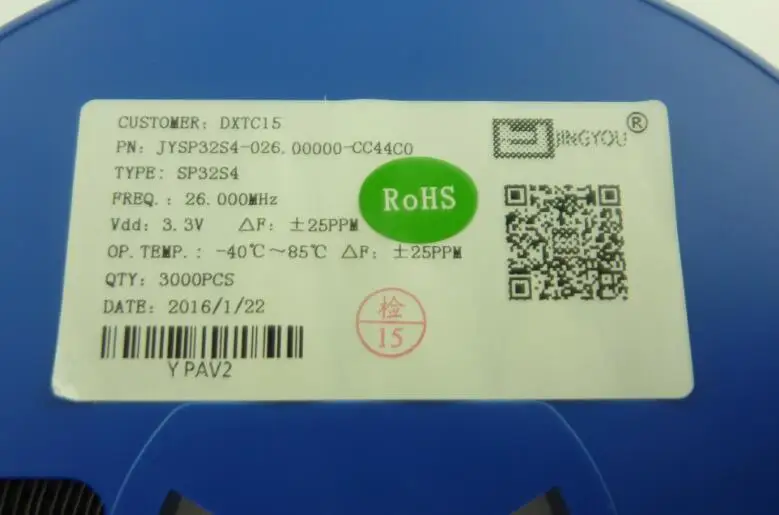 CUSTOMER: DXTC15
JINGYOU®
PN: JYSP32S4-026.00000-CC44C0
TYPE: SP32S4
FREQ.: 26.000MHz
RoHS
Vdd: 3.3V △F: ±25PPM
OP.TEMP.: -40℃~85℃ △F: ±25PPM
QTY: 3000PCS
DATE: 2016/1/22
检
15
YPAV2